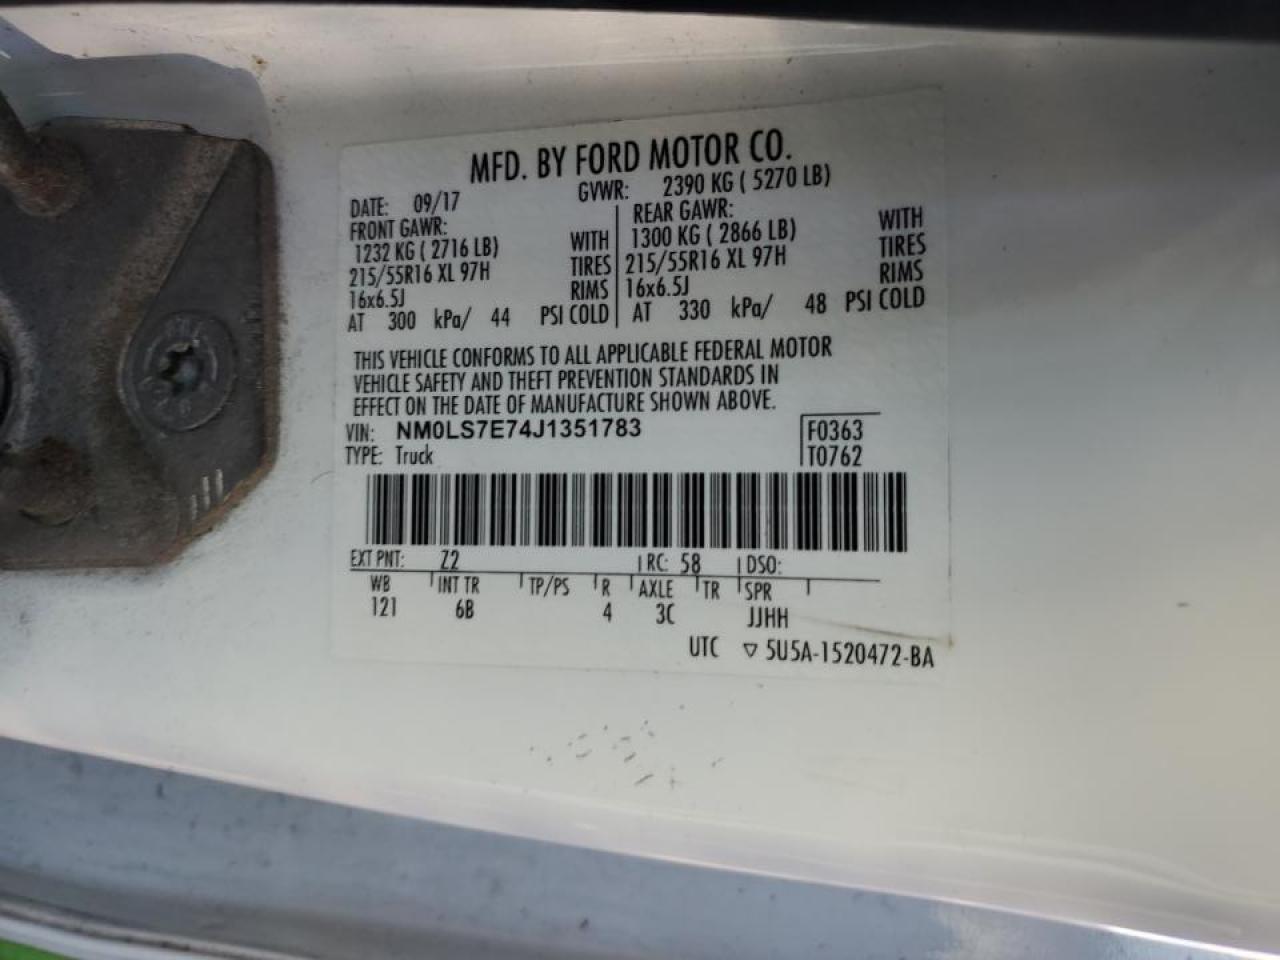 MFD. BY FORD MOTOR CO.
DATE: 09/17 GVWR: 2390 KG ( 5270 LB)
FRONT GAWR: REAR GAWR:
1232 KG ( 2716 LB) WITH 1300 KG ( 2866 LB) WITH
215/55R16 XL 97H TIRES 215/55R16 XL 97H TIRES
16x6.5J RIMS 16x6.5J RIMS
AT 300 kPa/ 44 PSI COLD AT 330 kPa/ 48 PSI COLD
THIS VEHICLE CONFORMS TO ALL APPLICABLE FEDERAL MOTOR
VEHICLE SAFETY AND THEFT PREVENTION STANDARDS IN
EFFECT ON THE DATE OF MANUFACTURE SHOWN ABOVE.
VIN: NM0LS7E74J1351783 F0363
TYPE: Truck T0762
EXT PNT: Z2 RC: 58 DSO:
WB INT TR TP/PS R AXLE TR SPR
121 6B 4 3C JJHH
UTC ▽ 5U5A-1520472-BA